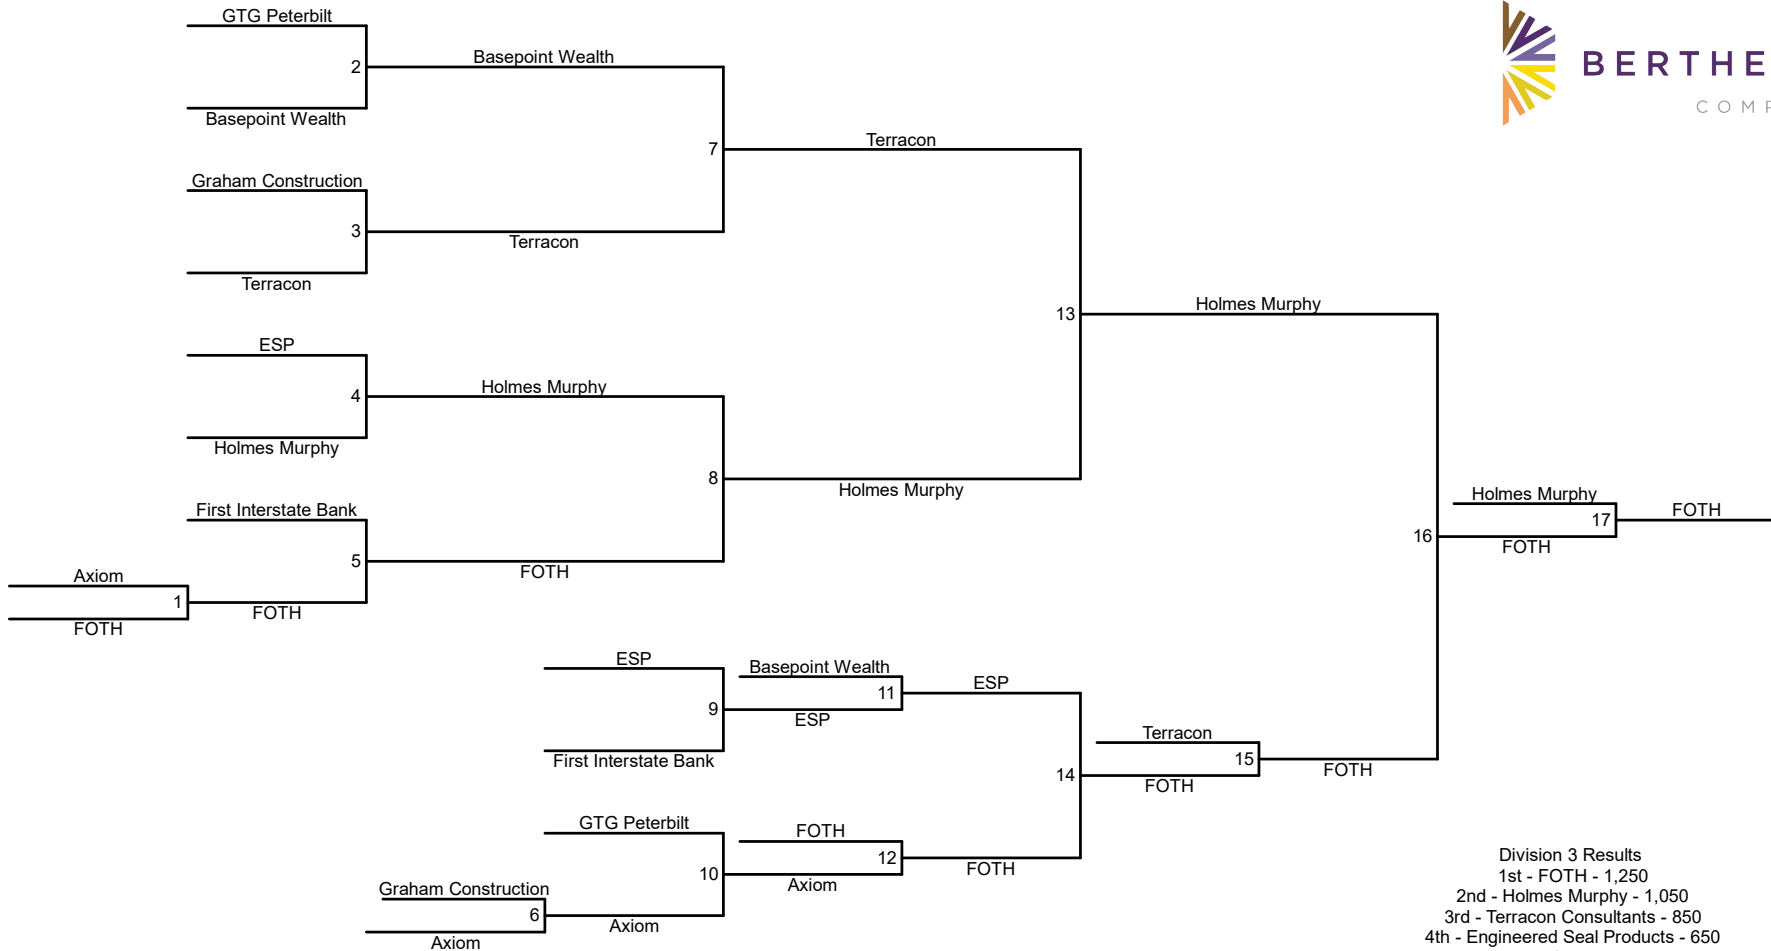 GTG Peterbilt
2
Basepoint Wealth
Basepoint Wealth
7
Terracon
Graham Construction
3
Terracon
Terracon
13
Holmes Murphy
ESP
4
Holmes Murphy
Holmes Murphy
8
Holmes Murphy
First Interstate Bank
5
FOTH
Axiom
1
FOTH
FOTH
16
Holmes Murphy
17
FOTH
FOTH
ESP
9
First Interstate Bank
Basepoint Wealth
11
ESP
ESP
14
Terracon
15
FOTH
FOTH
GTG Peterbilt
10
FOTH
12
Axiom
FOTH
Graham Construction
6
Axiom
Axiom
BERTHE
COMP
Division 3 Results
1st - FOTH - 1,250
2nd - Holmes Murphy - 1,050
3rd - Terracon Consultants - 850
4th - Engineered Seal Products - 650